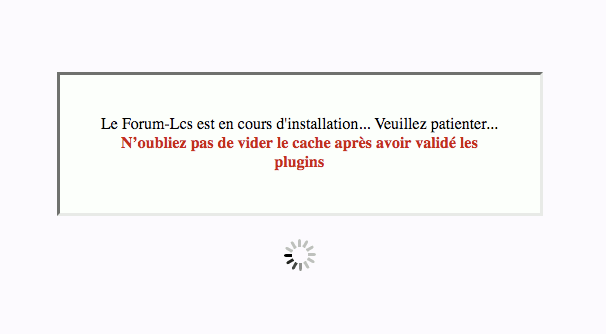 Le Forum-Lcs est en cours d'installation... Veuillez patienter...
N’oubliez pas de vider le cache après avoir validé les
plugins